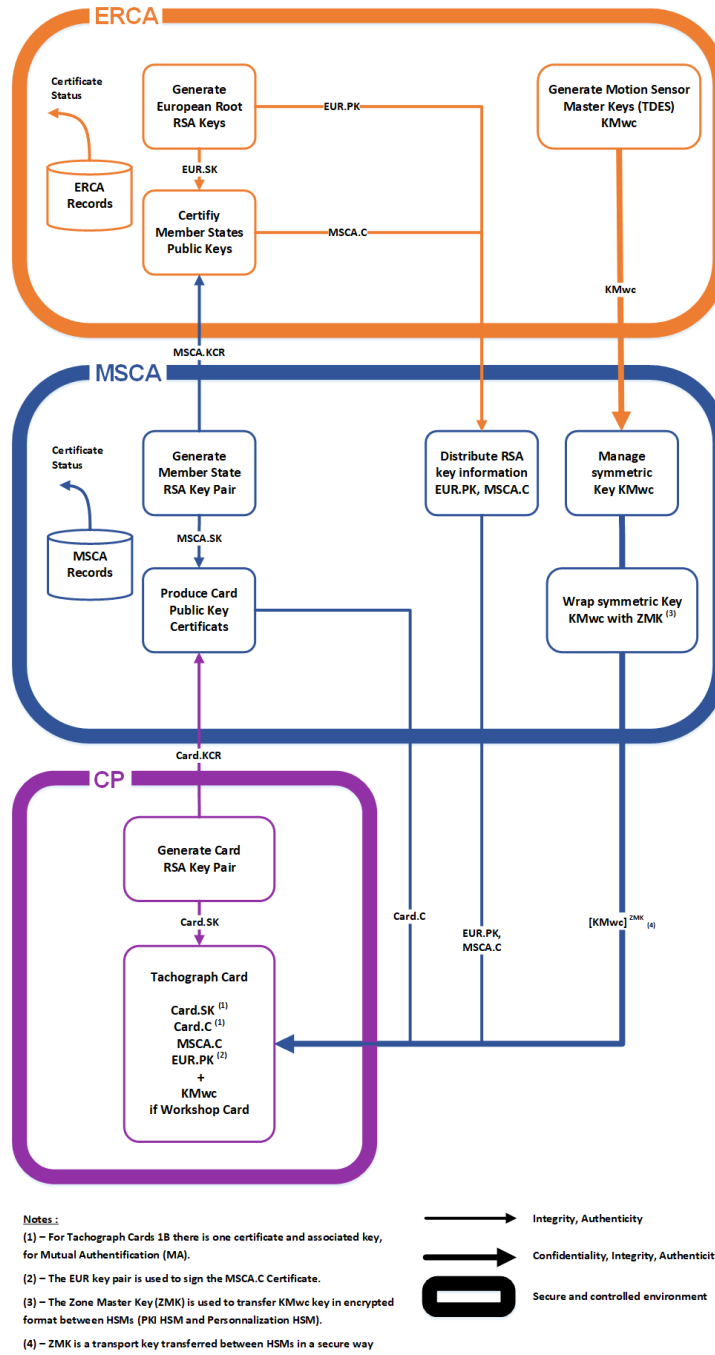 ERCA
Certificate
Status
ERCA
Records
Generate
European Root
RSA Keys
EUR.PK
EUR.SK
Certifiy
Member States
Public Keys
MSCA.C
Generate Motion Sensor
Master Keys (TDES)
KMwc
KMwc
MSCA.KCR
MSCA
Certificate
Status
MSCA
Records
Generate
Member State
RSA Key Pair
MSCA.SK
Produce Card
Public Key
Certificats
Distribute RSA
key information
EUR.PK, MSCA.C
Manage
symmetric
Key KMwc
Wrap symmetric Key
KMwc with ZMK (3)
Card.KCR
CP
Generate Card
RSA Key Pair
Card.SK
Card.C
EUR.PK,
MSCA.C
[KMwc] ZMK (4)
Tachograph Card
Card.SK (1)
Card.C (1)
MSCA.C
EUR.PK (2)
+
KMwc
if Workshop Card
Notes :
(1) – For Tachograph Cards 1B there is one certificate and associated key,
for Mutual Authentification (MA).
(2) – The EUR key pair is used to sign the MSCA.C Certificate.
(3) – The Zone Master Key (ZMK) is used to transfer KMwc key in encrypted
format between HSMs (PKI HSM and Personnalization HSM).
(4) – ZMK is a transport key transferred between HSMs in a secure way
Integrity, Authenticity
Confidentiality, Integrity, Authenticit
Secure and controlled environment